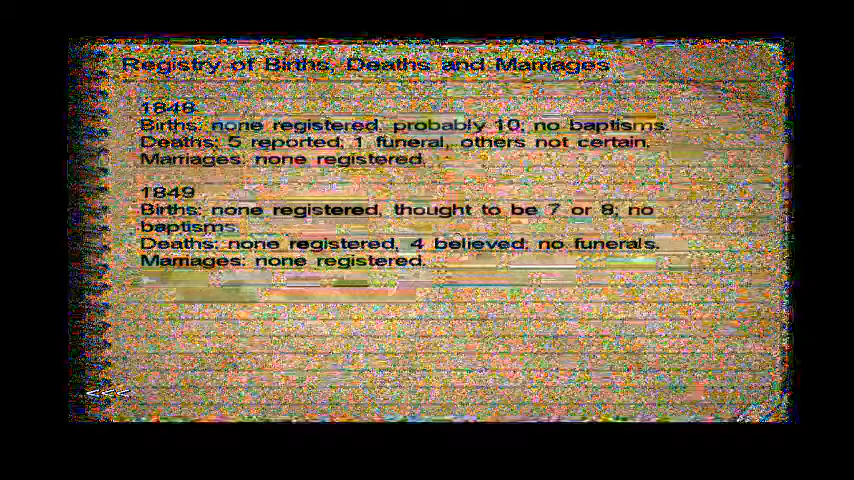 Registry of Births, Deaths and Marriages
1848
Births: none registered, probably 10; no baptisms.
Deaths: 5 reported, 1 funeral, others not certain.
Marriages: none registered.
1849
Births: none registered, thought to be 7 or 8; no
baptisms.
Deaths: none registered, 4 believed; no funerals.
Marriages: none registered.
<<<